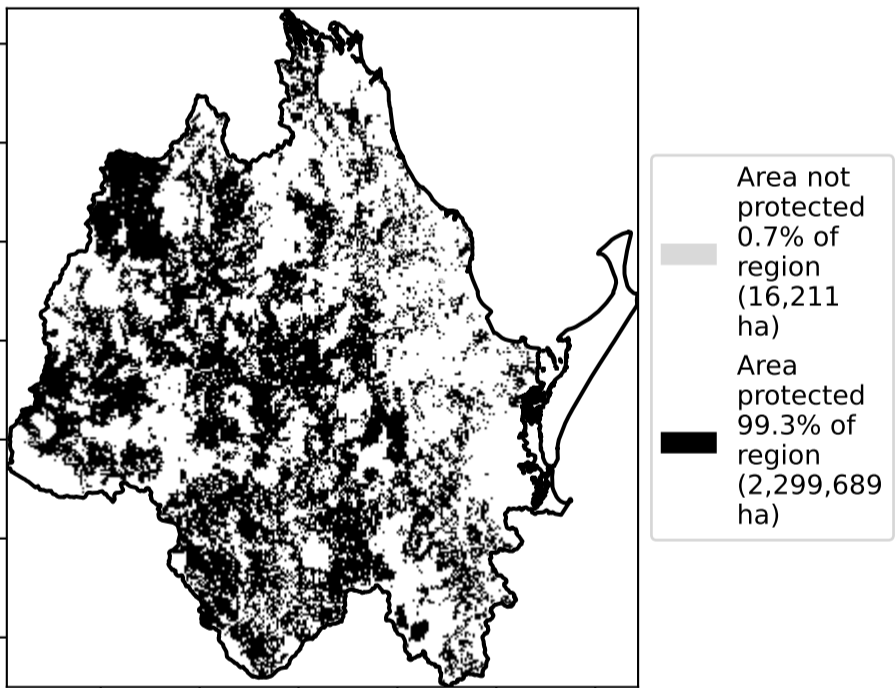 Area not
protected
0.7% of
region
(16,211
ha)
Area
protected
99.3% of
region
(2,299,689
ha)